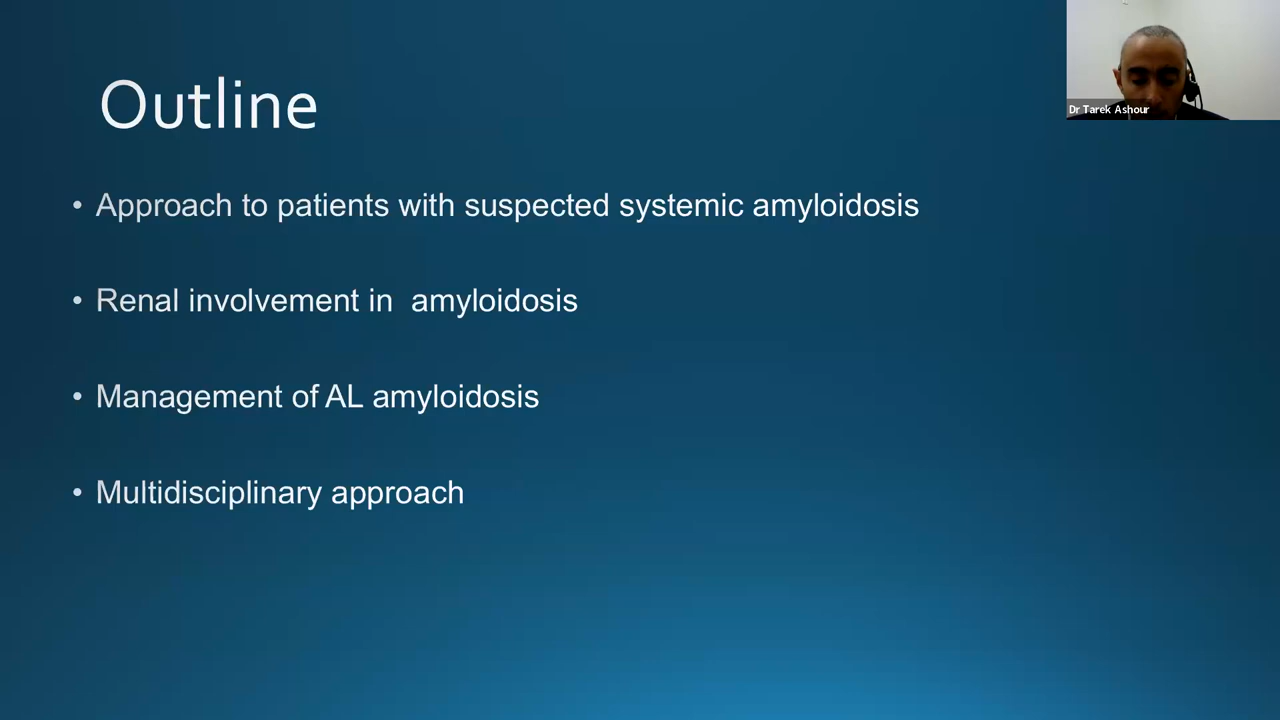 Outline
Dr Tarek Ashour
• Approach to patients with suspected systemic amyloidosis
• Renal involvement in  amyloidosis
• Management of AL amyloidosis
• Multidisciplinary approach